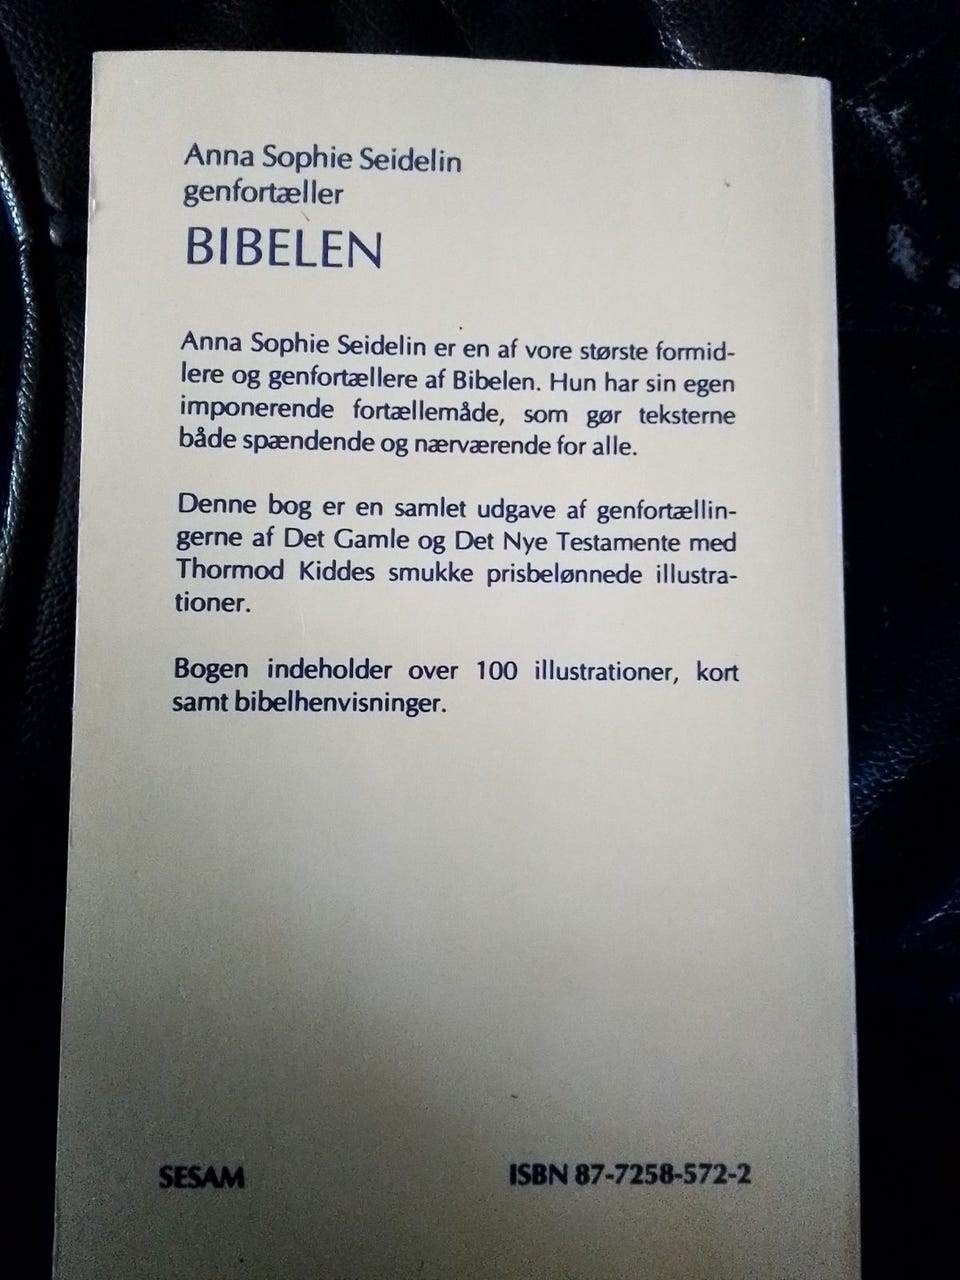 Anna Sophie Seidelin
genfortæller
BIBELEN
Anna Sophie Seidelin er en af vore største formid-
lere og genfortællere af Bibelen. Hun har sin egen
imponerende fortællemåde, som gør teksterne
både spændende og nærværende for alle.
Denne bog er en samlet udgave af genfortællin-
gerne af Det Gamle og Det Nye Testamente med
Thormod Kiddes smukke prisbelønnede illustra-
tioner.
Bogen indeholder over 100 illustrationer, kort
samt bibelhenvisninger.
SESAM
ISBN 87-7258-572-2